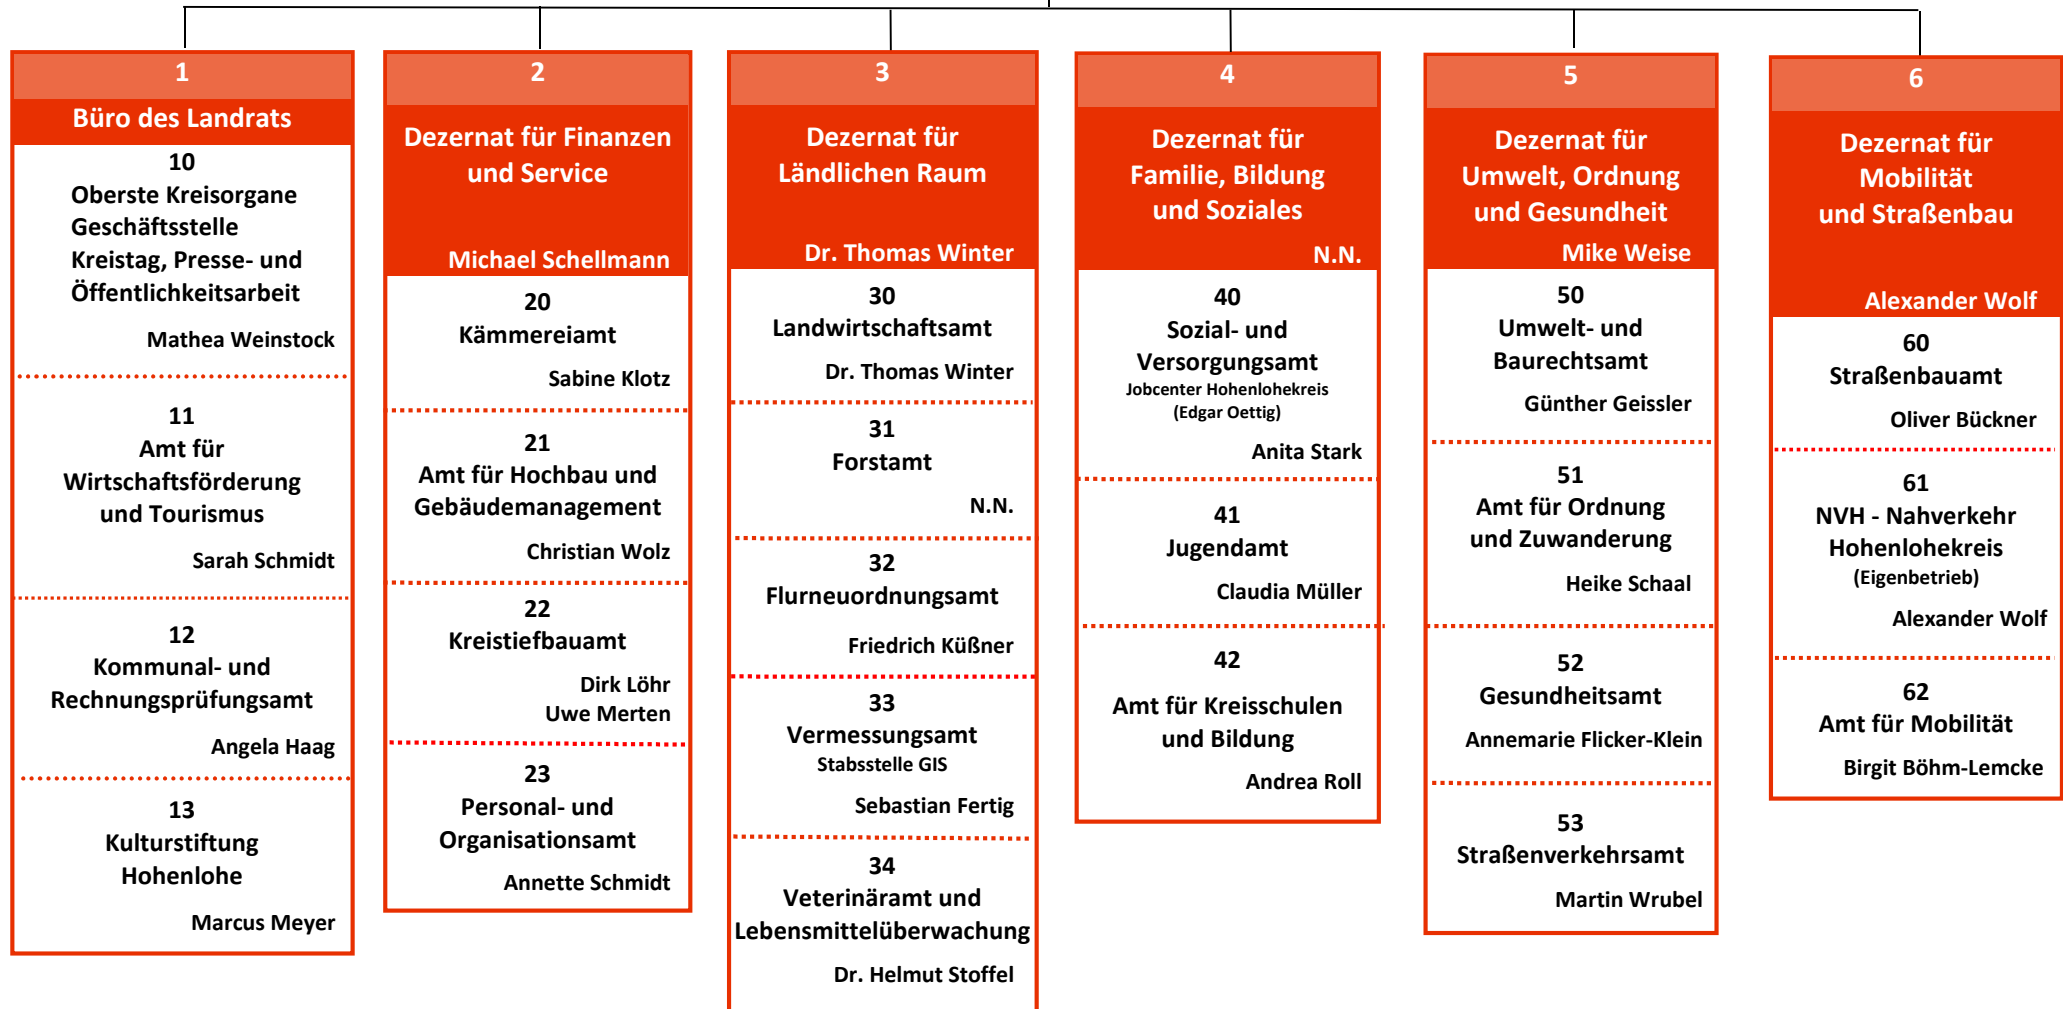 1
Büro des Landrats
10
Oberste Kreisorgane
Geschäftsstelle
Kreistag, Presse- und
Öffentlichkeitsarbeit
Mathea Weinstock
11
Amt für
Wirtschaftsförderung
und Tourismus
Sarah Schmidt
12
Kommunal- und
Rechnungsprüfungsamt
Angela Haag
13
Kulturstiftung
Hohenlohe
Marcus Meyer
2
Dezernat für Finanzen
und Service
Michael Schellmann
20
Kämmereiamt
Sabine Klotz
21
Amt für Hochbau und
Gebäudemanagement
Christian Wolz
22
Kreistiefbauamt
Dirk Löhr
Uwe Merten
23
Personal- und
Organisationsamt
Annette Schmidt
3
Dezernat für
Ländlichen Raum
Dr. Thomas Winter
30
Landwirtschaftsamt
Dr. Thomas Winter
31
Forstamt
N.N.
32
Flurneuordnungsamt
Friedrich Küßner
33
Vermessungsamt
Stabsstelle GIS
Sebastian Fertig
34
Veterinäramt und
Lebensmittelüberwachung
Dr. Helmut Stoffel
4
Dezernat für
Familie, Bildung
und Soziales
N.N.
40
Sozial- und
Versorgungsamt
Jobcenter Hohenlohekreis
(Edgar Oettig)
Anita Stark
41
Jugendamt
Claudia Müller
42
Amt für Kreisschulen
und Bildung
Andrea Roll
5
Dezernat für
Umwelt, Ordnung
und Gesundheit
Mike Weise
50
Umwelt- und
Baurechtsamt
Günther Geissler
51
Amt für Ordnung
und Zuwanderung
Heike Schaal
52
Gesundheitsamt
Annemarie Flicker-Klein
53
Straßenverkehrsamt
Martin Wrubel
6
Dezernat für
Mobilität
und Straßenbau
Alexander Wolf
60
Straßenbauamt
Oliver Bückner
61
NVH - Nahverkehr
Hohenlohekreis
(Eigenbetrieb)
Alexander Wolf
62
Amt für Mobilität
Birgit Böhm-Lemcke